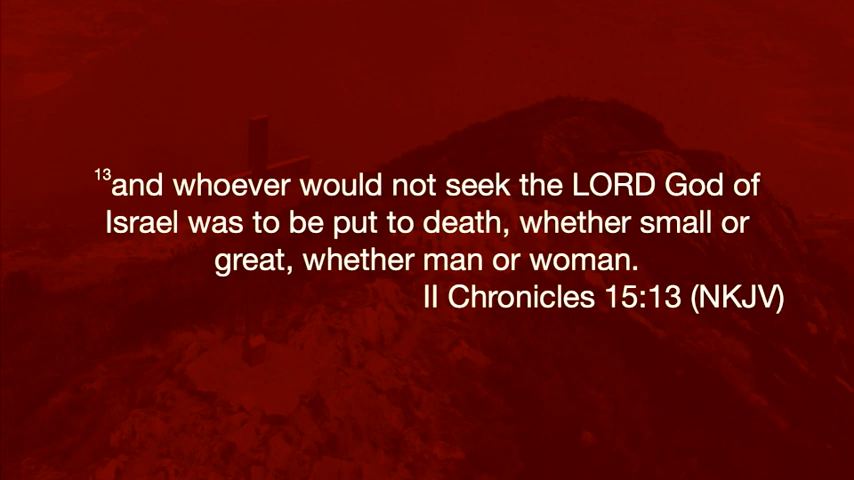 13and whoever would not seek the LORD God of
Israel was to be put to death, whether small or
great, whether man or woman.
II Chronicles 15:13 (NKJV)